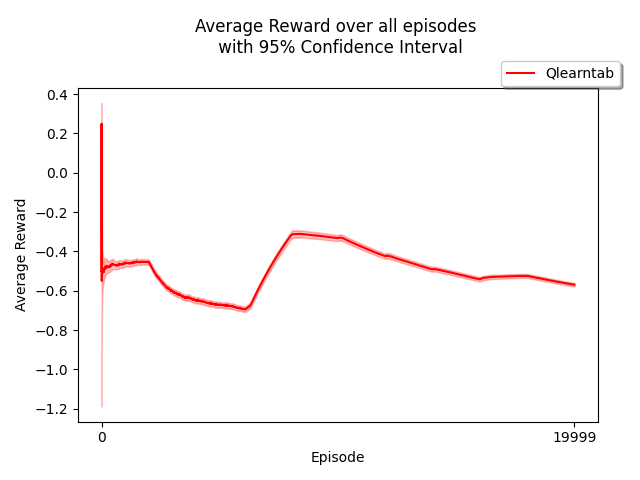 Average Reward over all episodes
with 95% Confidence Interval
Qlearntab
0.4
0.2
0.0
−0.2
−0.4
−0.6
−0.8
−1.0
−1.2
Average Reward
0
19999
Episode